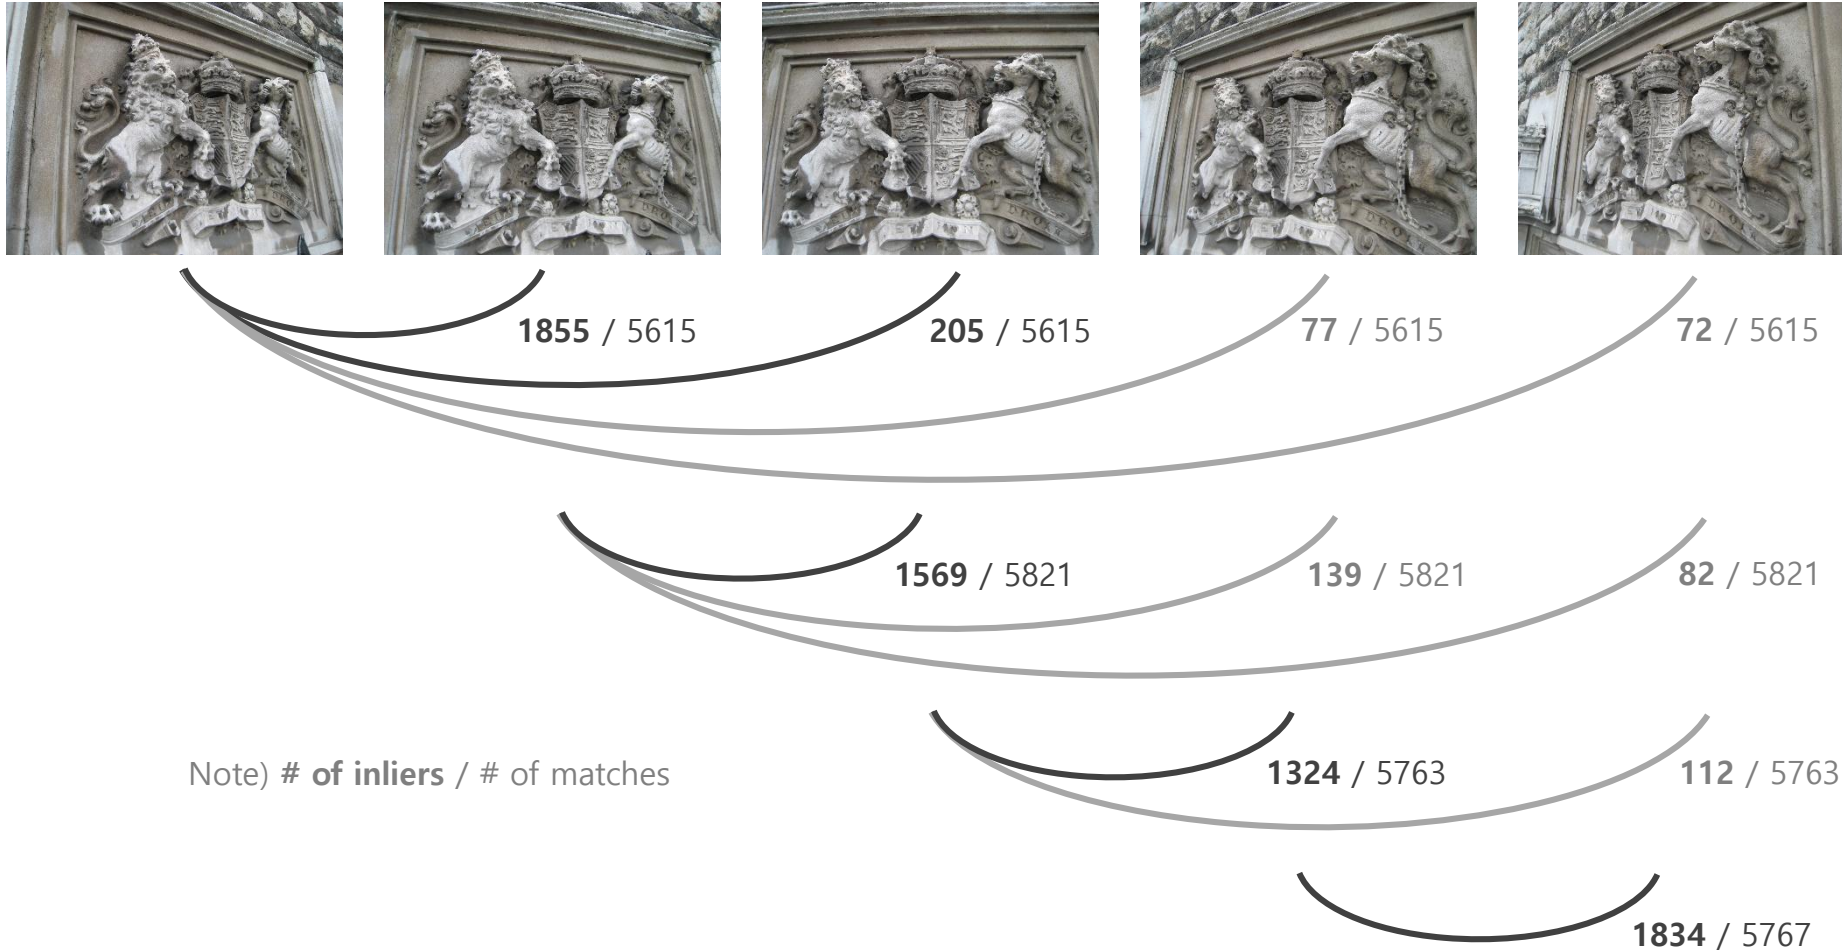 1855 / 5615
205 / 5615
77 / 5615
72 / 5615
1569 / 5821
139 / 5821
82 / 5821
Note) # of inliers / # of matches
1324 / 5763
112 / 5763
1834 / 5767